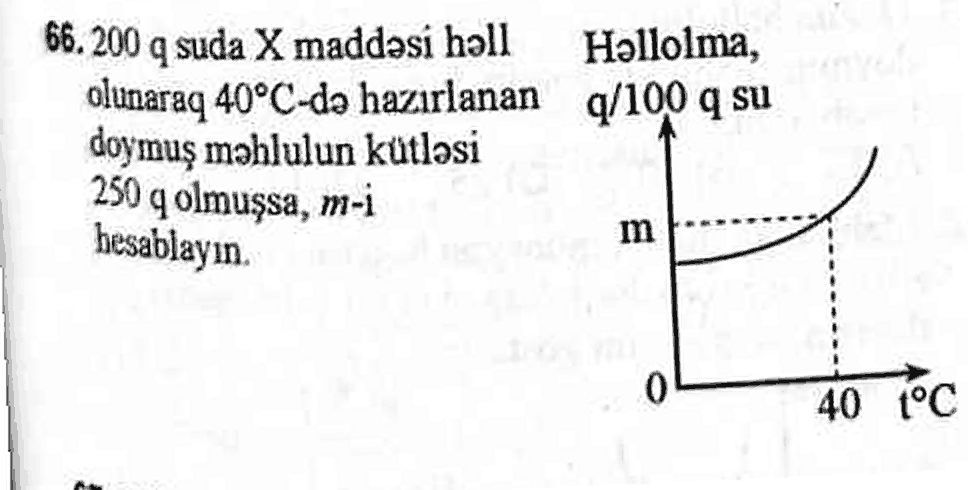 66. 200 q suda X maddəsi həll
olunaraq 40°C-də hazırlanan
doymuş məhlulun kütləsi
250 q olmuşsa, m-i
hesablayın.
Həllolma,
q/100 q su
m
0
40 t°C